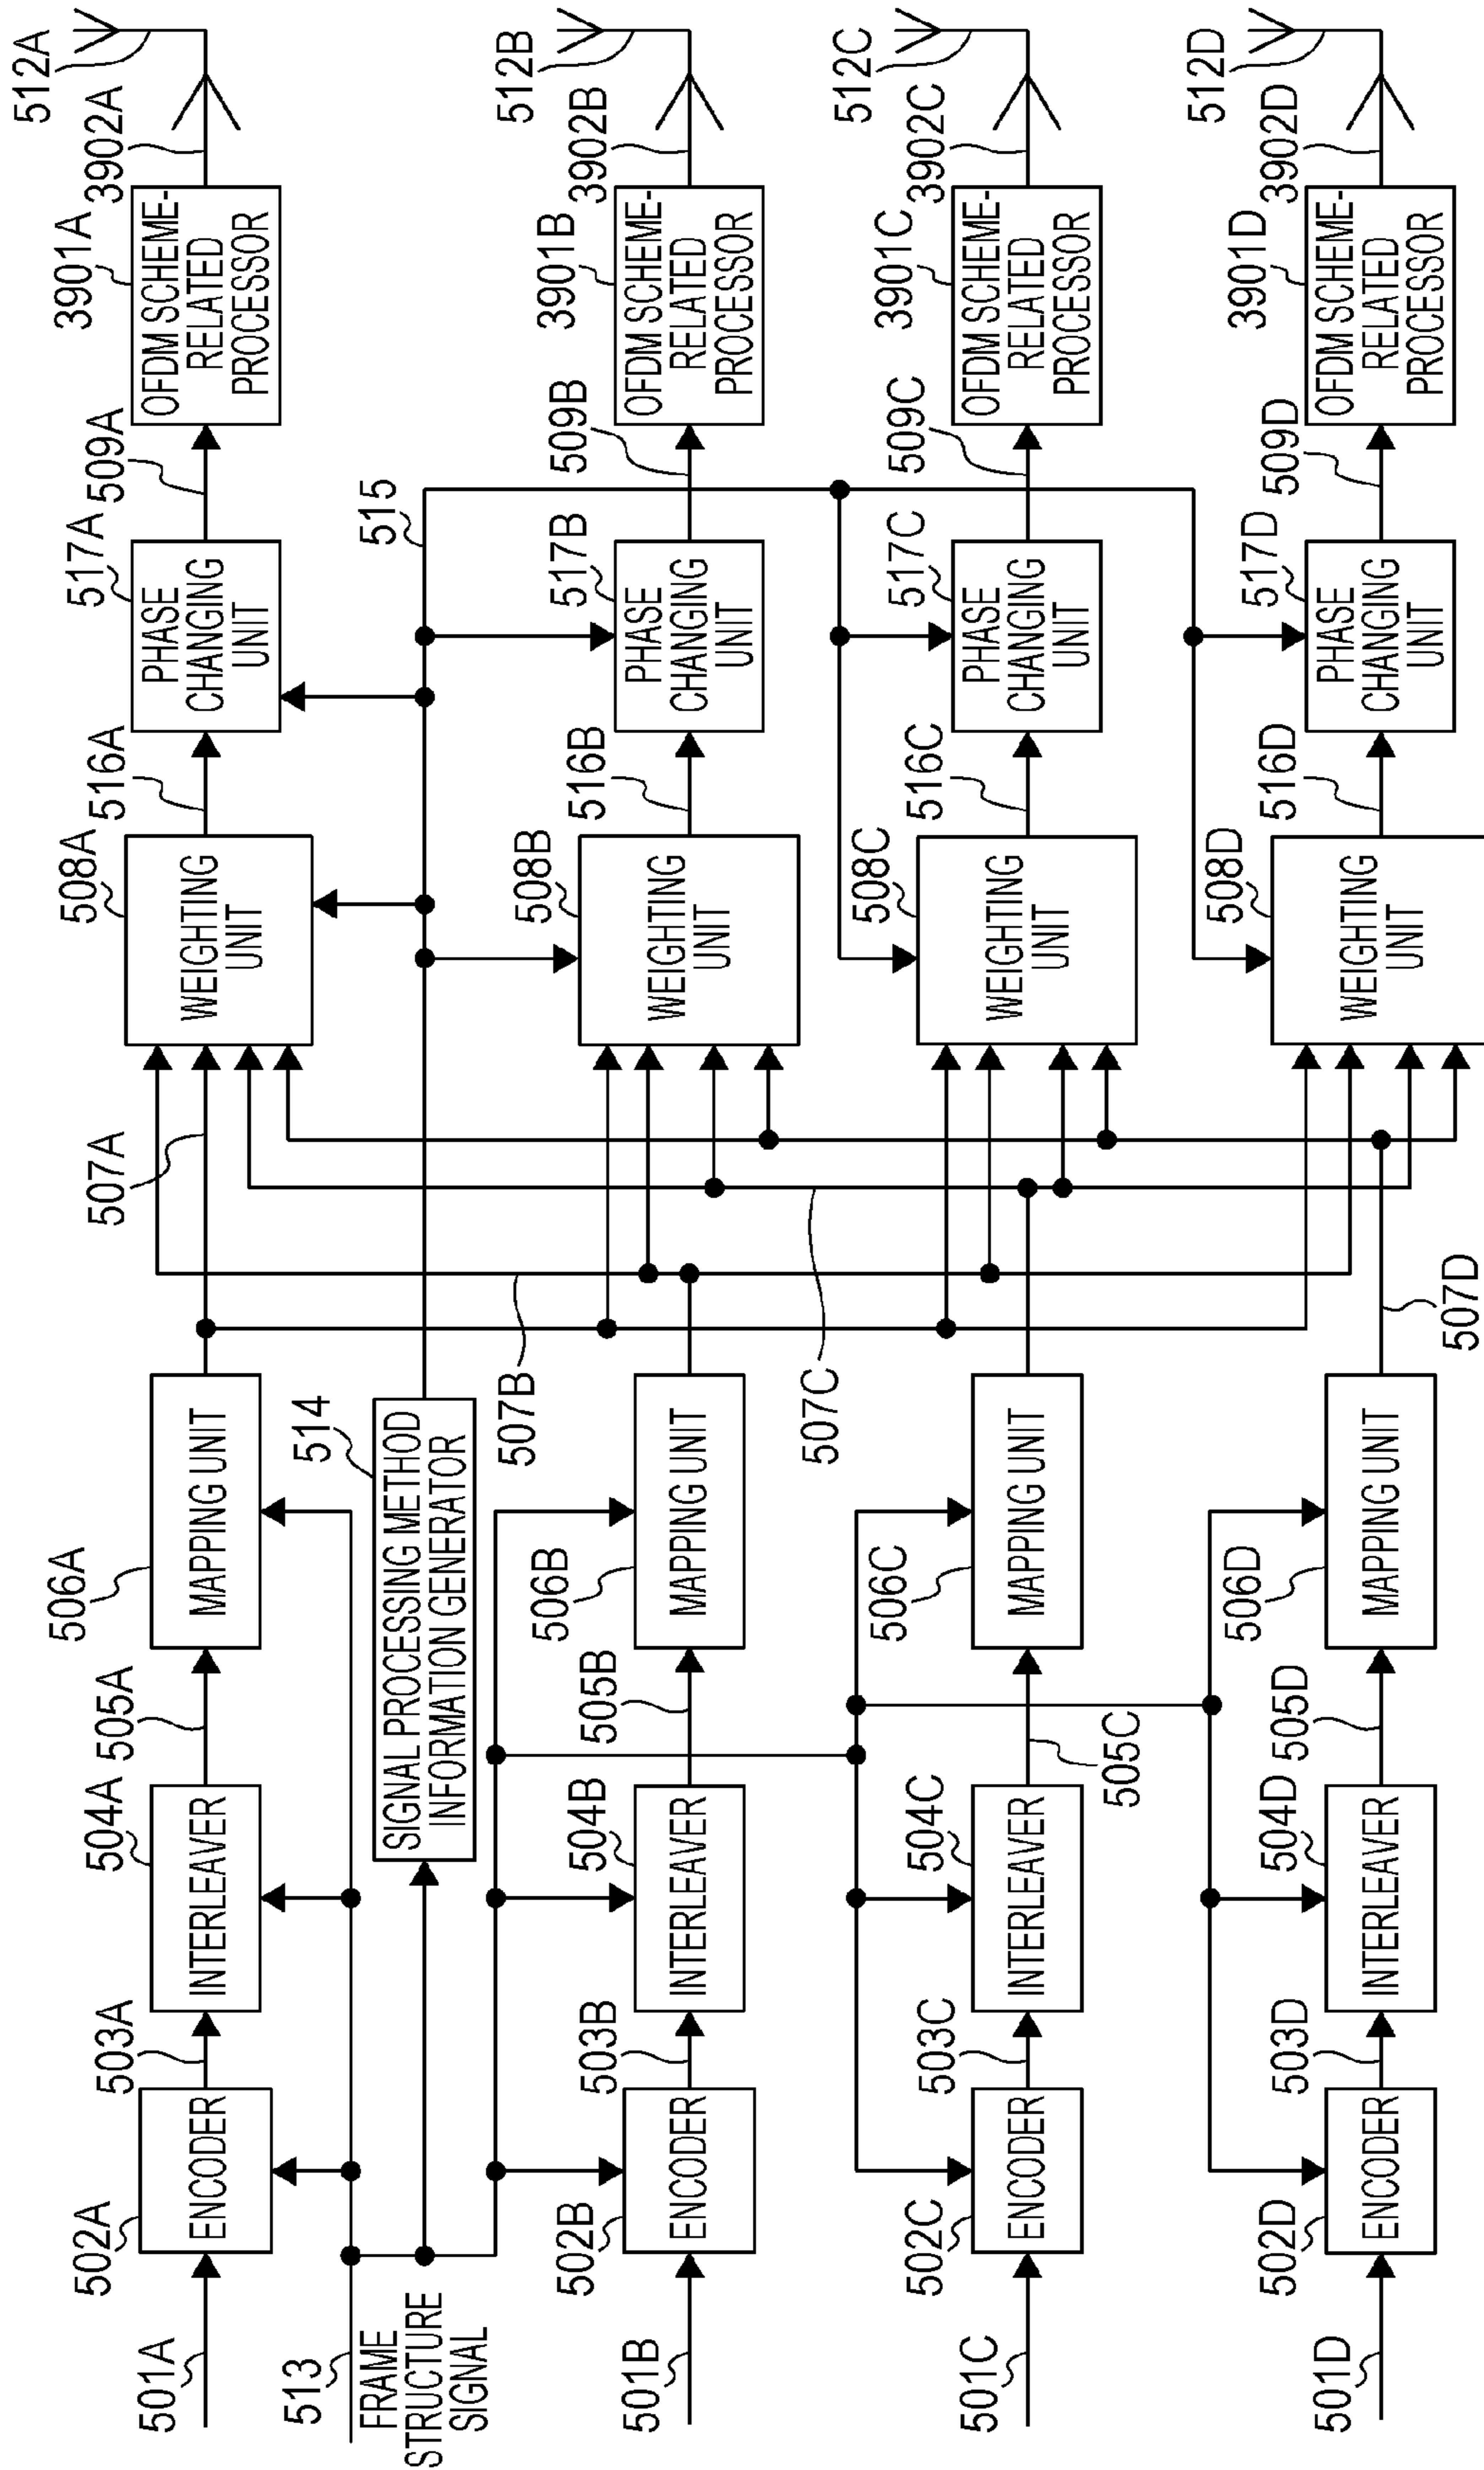 501A
502A
ENCODER
503A
504A
INTERLEAVER
505A
506A
MAPPING UNIT
507A
508A
WEIGHTING
UNIT
516A
517A
PHASE
CHANGING
UNIT
509A
3901A
OFDM SCHEME-
RELATED
PROCESSOR
3902A
512A
513
FRAME
STRUCTURE
SIGNAL
514
SIGNAL PROCESSING METHOD
INFORMATION GENERATOR
515
501B
502B
ENCODER
503B
504B
INTERLEAVER
505B
506B
MAPPING UNIT
507B
508B
WEIGHTING
UNIT
516B
517B
PHASE
CHANGING
UNIT
509B
3901B
OFDM SCHEME-
RELATED
PROCESSOR
3902B
512B
501C
502C
ENCODER
503C
504C
INTERLEAVER
505C
506C
MAPPING UNIT
507C
508C
WEIGHTING
UNIT
516C
517C
PHASE
CHANGING
UNIT
509C
3901C
OFDM SCHEME-
RELATED
PROCESSOR
3902C
512C
501D
502D
ENCODER
503D
504D
INTERLEAVER
505D
506D
MAPPING UNIT
507D
508D
WEIGHTING
UNIT
516D
517D
PHASE
CHANGING
UNIT
509D
3901D
OFDM SCHEME-
RELATED
PROCESSOR
3902D
512D